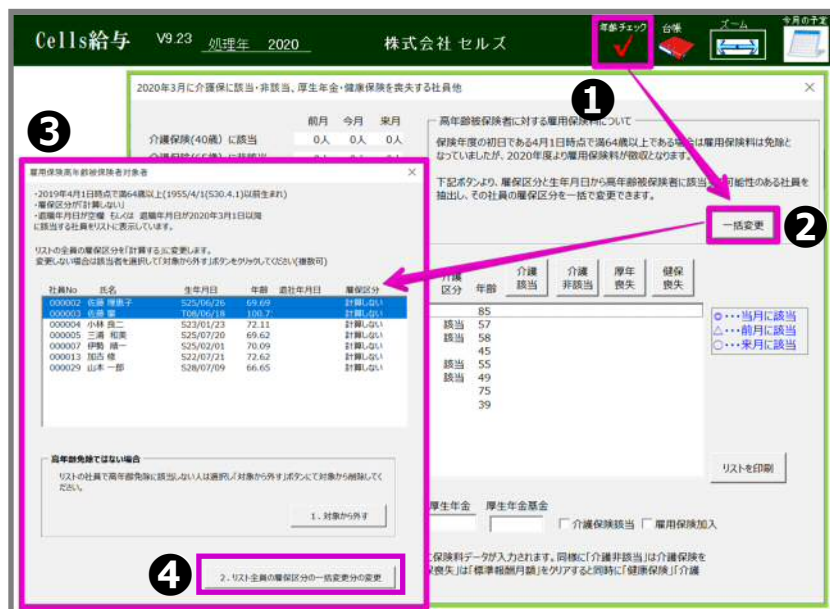 Cells給与 V9.23 処理年 2020 株式会社 セルズ
年齢チェック 台帳 ズーム 今月の予定
2020年3月に介護保に該当・非該当、厚生年金・健康保険を喪失する社員他 ×
❶
❸
前月 今月 来月
介護保険(40歳) に該当 0人 0人 0人
高年齢被保険者に対する雇用保険料について
保険年度の初日である4月1日時点で満64歳以上である場合は雇用保険料は免除と
なっていましたが、2020年度より雇用保険料が徴収となります。
下記ボタンより、雇保区分と生年月日から高年齢被保険者に該当
可能性のある社員を
抽出し、その社員の雇保区分を一括で変更できます。
一括変更
❷
雇用保険高年齢被保険者対象者 ×
・2019年4月1日時点で満64歳以上(1955/4/1(S30.4.1)以前生まれ)
・雇保区分が「計算しない」
・退職年月日が空欄 もしくは 退職年月日が2020年3月1日以降
に該当する社員をリストに表示しています。
リストの全員の雇保区分を「計算する」に変更します。
変更しない場合は該当者を選択して「対象から外す」ボタンをクリックしてください(複数可)
社員No 氏名 生年月日 年齢 退社年月日 雇保区分
000002 佐藤 理恵子 S25/06/26 69.69 計算しない
000003 佐藤 肇 T08/06/18 100.7 計算しない
000004 小林 良二 S23/01/23 72.11 計算しない
000005 三浦 和美 S25/07/20 69.62 計算しない
000007 伊勢 順一 S25/02/01 70.09 計算しない
000013 加古 修 S22/07/21 72.62 計算しない
000029 山本 一郎 S28/07/09 66.65 計算しない
高年齢免除ではない場合
リストの社員で高年齢免除に該当しない人は選択し「対象から外す」ボタンにて対象から削除してく
ださい。
1．対象から外す
❹
2．リスト全員の雇保区分の一括変更分の変更
介護
区分 年齢
介護
該当
介護
非該当
厚年
喪失
健保
喪失
85
該当 57
該当 58
45
該当 55
該当 49
75
39
◎・・・当月に該当
△・・・前月に該当
○・・・来月に該当
リストを印刷
厚生年金 厚生年金基金
介護保険該当 雇用保険加入
保険料データが入力されます。同様に「介護非該当」は介護保険を
喪失」は「標準報酬月額」をクリアすると同時に「健康保険」「介護